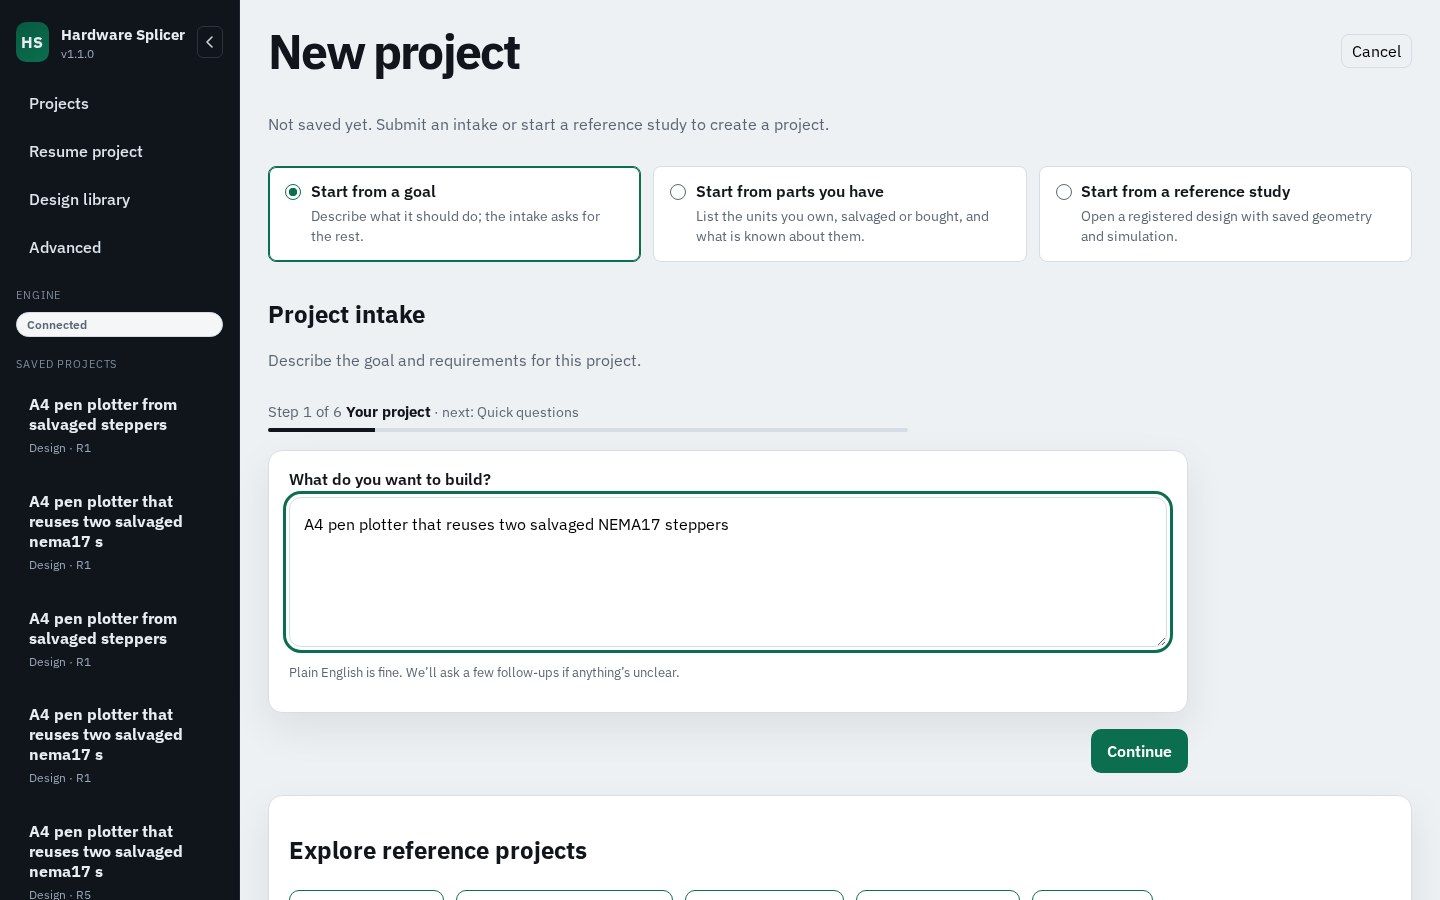 HS
Hardware Splicer
v1.1.0
Projects
Resume project
Design library
Advanced
ENGINE
Connected
SAVED PROJECTS
A4 pen plotter from
salvaged steppers
Design · R1
A4 pen plotter that
reuses two salvaged
nema17 s
Design · R1
A4 pen plotter from
salvaged steppers
Design · R1
A4 pen plotter that
reuses two salvaged
nema17 s
Design · R1
A4 pen plotter that
reuses two salvaged
nema17 s
Design · R5
New project
Cancel
Not saved yet. Submit an intake or start a reference study to create a project.
Start from a goal
Describe what it should do; the intake asks for
the rest.
Start from parts you have
List the units you own, salvaged or bought, and
what is known about them.
Start from a reference study
Open a registered design with saved geometry
and simulation.
Project intake
Describe the goal and requirements for this project.
Step 1 of 6 Your project · next: Quick questions
What do you want to build?
A4 pen plotter that reuses two salvaged NEMA17 steppers
Plain English is fine. We’ll ask a few follow-ups if anything’s unclear.
Continue
Explore reference projects